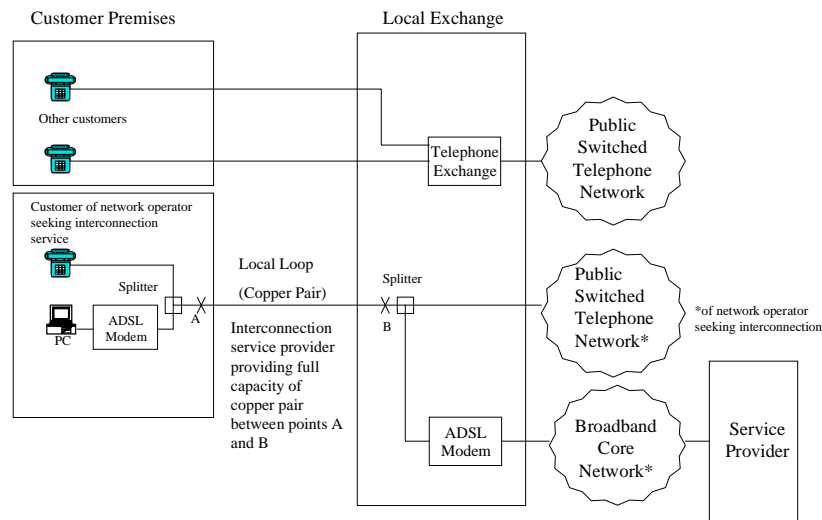 Customer Premises
Local Exchange
Other customers
Telephone
Exchange
Public
Switched
Telephone
Network
Customer of network operator
seeking interconnection
service
Splitter
PC
ADSL
Modem
A
Local Loop
(Copper Pair)
Interconnection
service provider
providing full
capacity of
copper pair
between points A
and B
B
Splitter
Public
Switched
Telephone
Network*
*of network operator
seeking interconnection
ADSL
Modem
Broadband
Core
Network*
Service
Provider